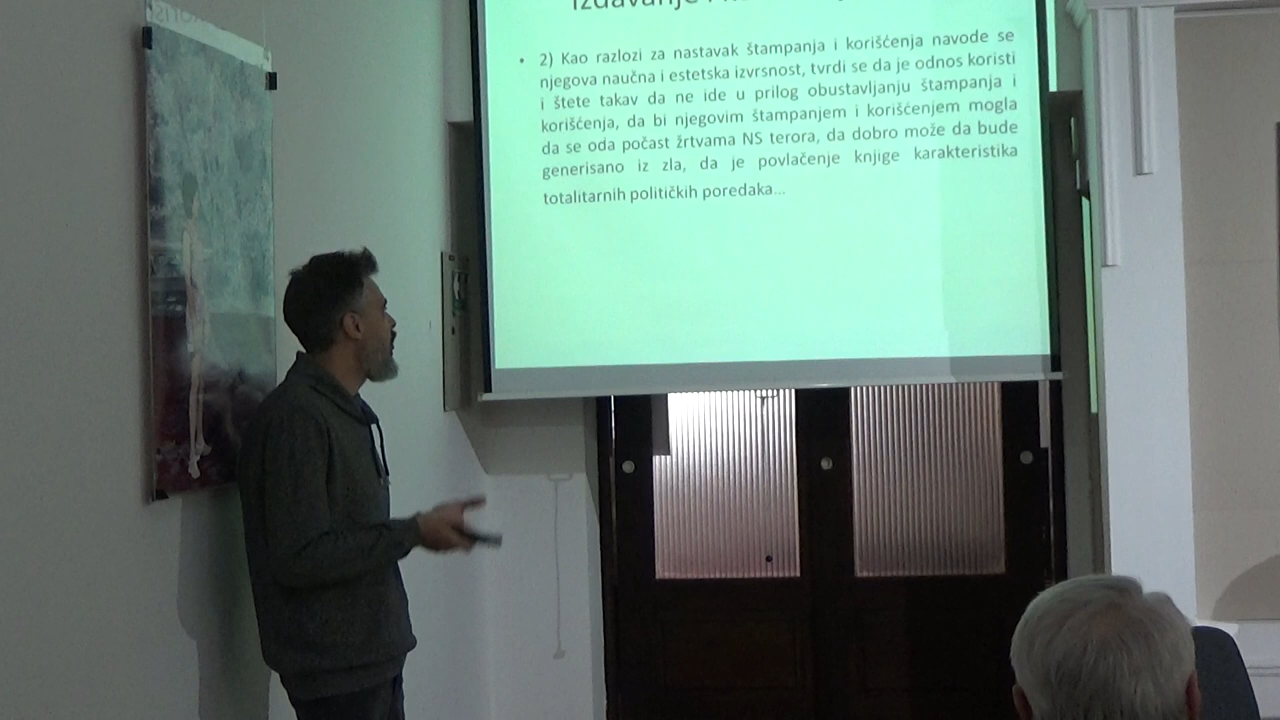 Izdavanje i
2) Kao razlozi za nastavak štampanja i korišćenja navode se
njegova naučna i estetska izvrsnost, tvrdi se da je odnos koristi
i štete takav da ne ide u prilog obustavljanju štampanja i
korišćenja, da bi njegovim štampanjem i korišćenjem mogla
da se oda počast žrtvama NS terora, da dobro može da bude
generisano iz zla, da je povlačenje knjige karakteristika
totalitarnih političkih poredaka...